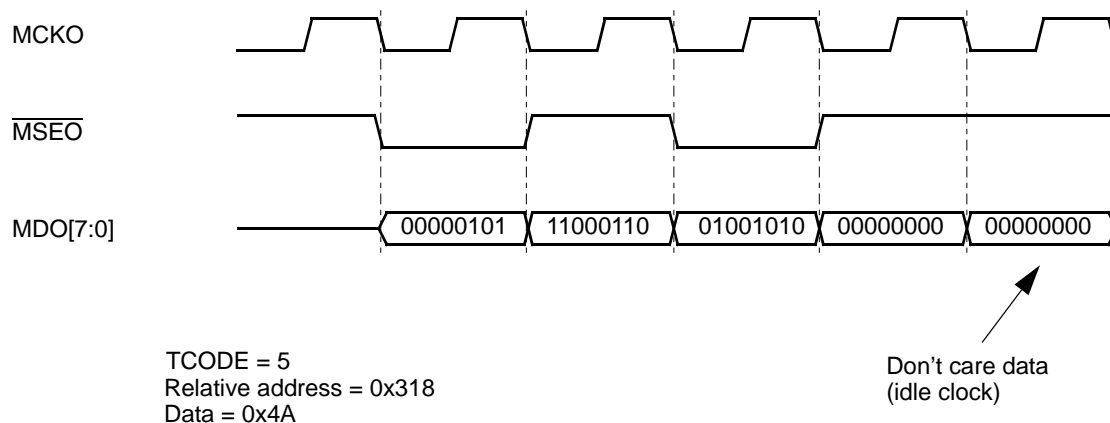 MCKO
MSEO
MDO[7:0]
00000101 11000110 01001010 00000000 00000000
TCODE = 5
Relative address = 0x318
Data = 0x4A
Don't care data
(idle clock)